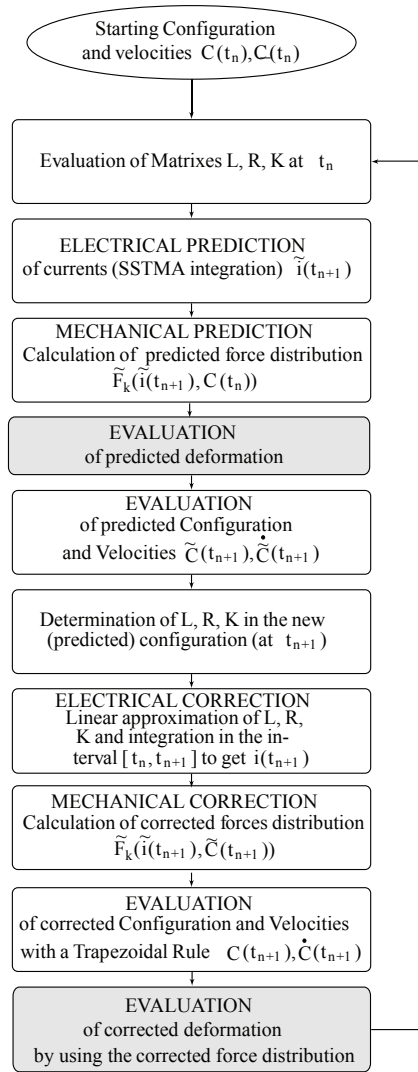 Starting Configuration
and velocities C(tₙ),C(tₙ)
Evaluation of Matrixes L, R, K at tₙ
ELECTRICAL PREDICTION
of currents (SSTMA integration) ĩ(tₙ₊₁)
MECHANICAL PREDICTION
Calculation of predicted force distribution
F̃ₖ(ĩ(tₙ₊₁), C(tₙ))
EVALUATION
of predicted deformation
EVALUATION
of predicted Configuration
and Velocities C̃(tₙ₊₁),C̃̇(tₙ₊₁)
Determination of L, R, K in the new
(predicted) configuration (at tₙ₊₁)
ELECTRICAL CORRECTION
Linear approximation of L, R,
K and integration in the in-
terval [tₙ, tₙ₊₁] to get i(tₙ₊₁)
MECHANICAL CORRECTION
Calculation of corrected forces distribution
F̃ₖ(ĩ(tₙ₊₁), C̃(tₙ₊₁))
EVALUATION
of corrected Configuration and Velocities
with a Trapezoidal Rule C(tₙ₊₁),Ċ(tₙ₊₁)
EVALUATION
of corrected deformation
by using the corrected force distribution